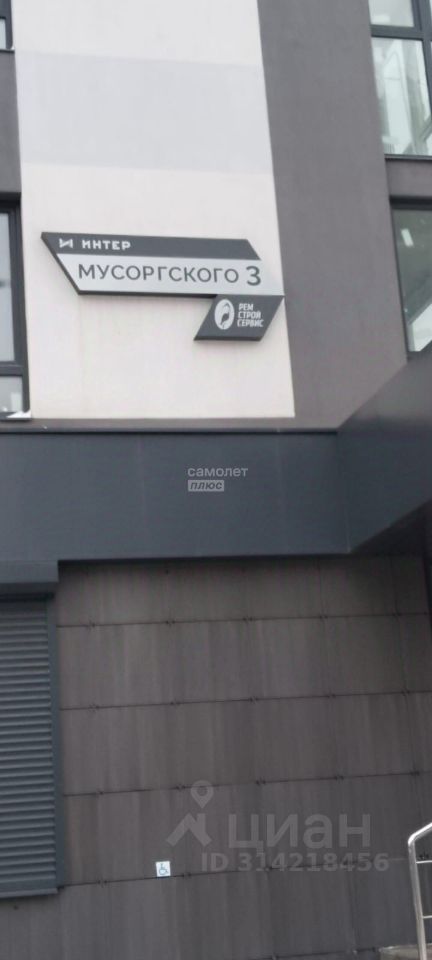 ИНТЕР
МУСОРГСКОГО 3
РЕМ
СТРОЙ
СЕРВИС
самолет
плюс
циан
ID 314218456